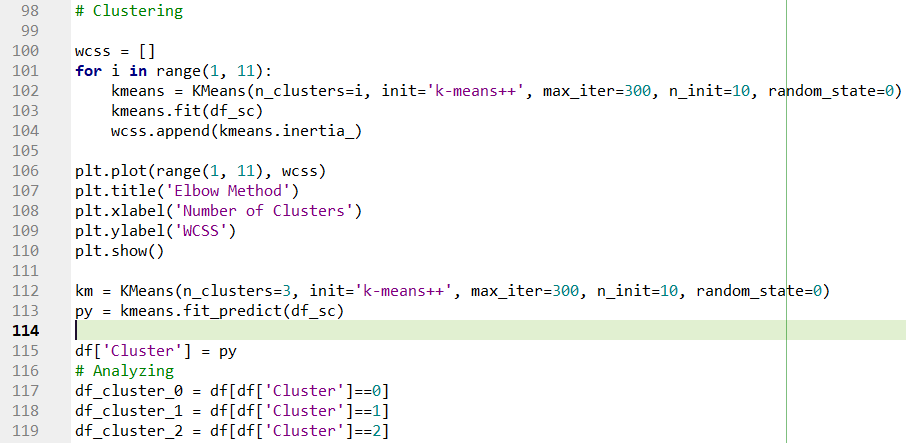 98 # Clustering
99
100 wcss = []
101 for i in range(1, 11):
102     kmeans = KMeans(n_clusters=i, init='k-means++', max_iter=300, n_init=10, random_state=0)
103     kmeans.fit(df_sc)
104     wcss.append(kmeans.inertia_)
105
106 plt.plot(range(1, 11), wcss)
107 plt.title('Elbow Method')
108 plt.xlabel('Number of Clusters')
109 plt.ylabel('WCSS')
110 plt.show()
111
112 km = KMeans(n_clusters=3, init='k-means++', max_iter=300, n_init=10, random_state=0)
113 py = kmeans.fit_predict(df_sc)
114
115 df['Cluster'] = py
116 # Analyzing
117 df_cluster_0 = df[df['Cluster']==0]
118 df_cluster_1 = df[df['Cluster']==1]
119 df_cluster_2 = df[df['Cluster']==2]